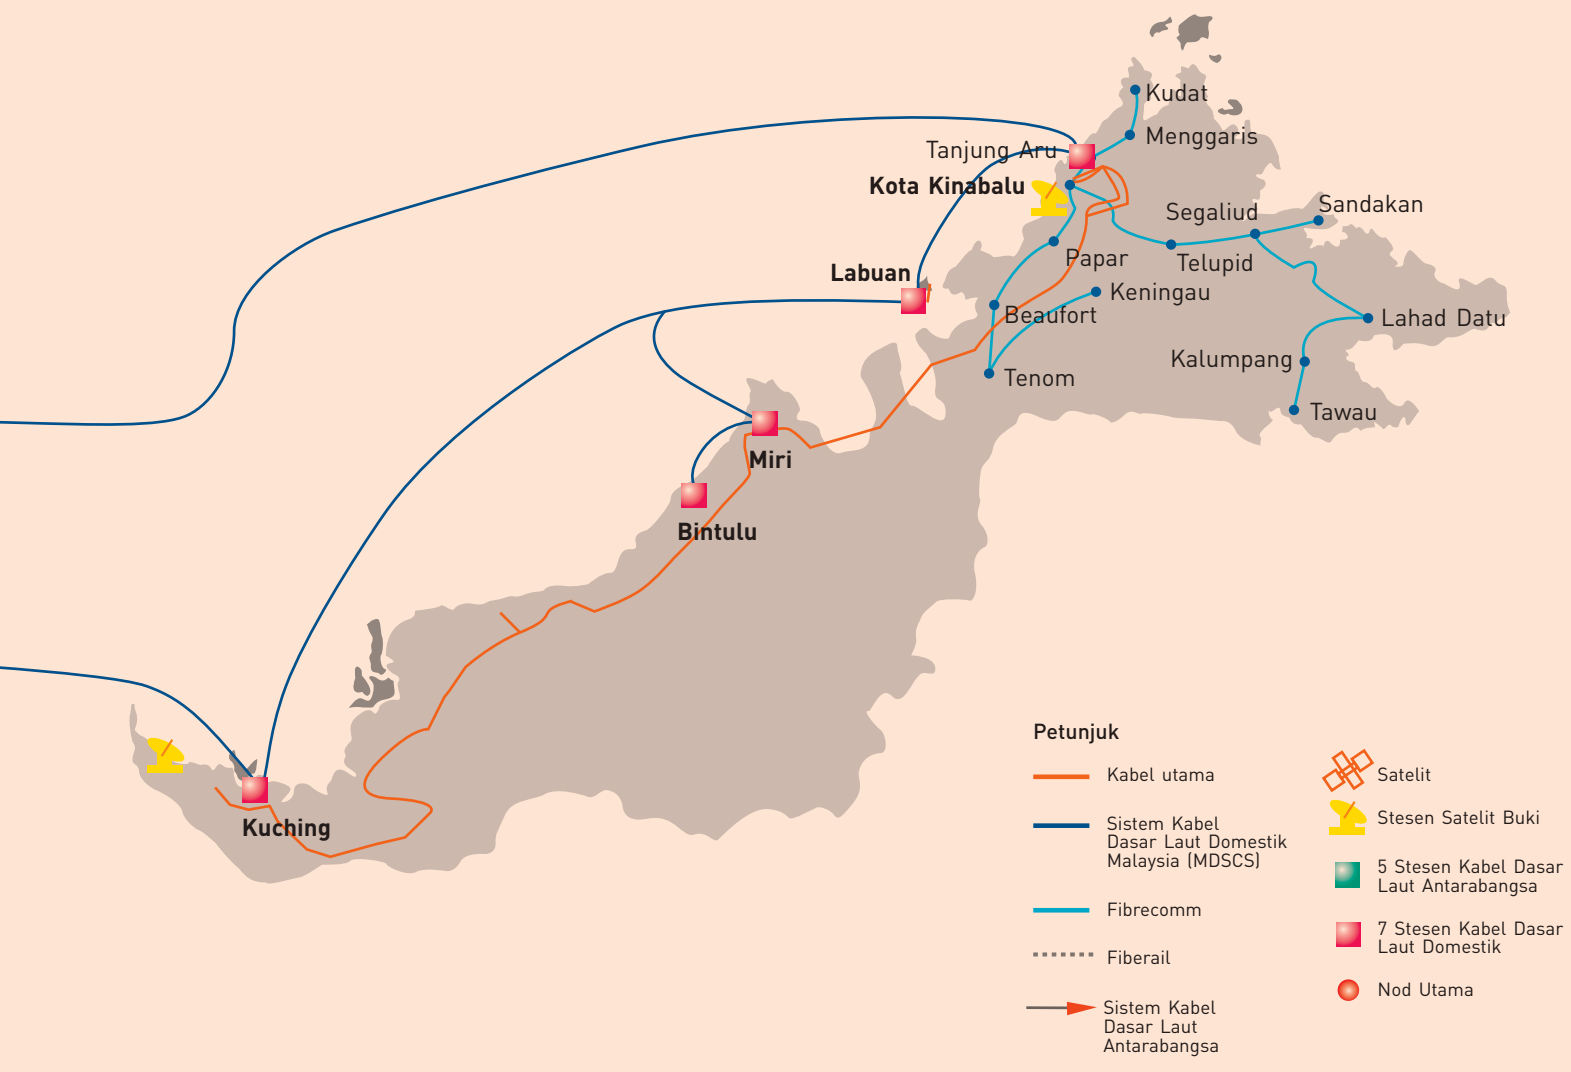 Kudat
Menggaris
Tanjung Aru
Kota Kinabalu
Sandakan
Segaliud
Papar
Telupid
Labuan
Keningau
Beaufort
Lahad Datu
Kalumpang
Tenom
Tawau
Miri
Bintulu
Kuching
Petunjuk
Kabel utama
Sistem Kabel
Dasar Laut Domestik
Malaysia (MDSCS)
Fibrecomm
Fiberail
Sistem Kabel
Dasar Laut
Antarabangsa
Satelit
Stesen Satelit Buki
5 Stesen Kabel Dasar
Laut Antarabangsa
7 Stesen Kabel Dasar
Laut Domestik
Nod Utama